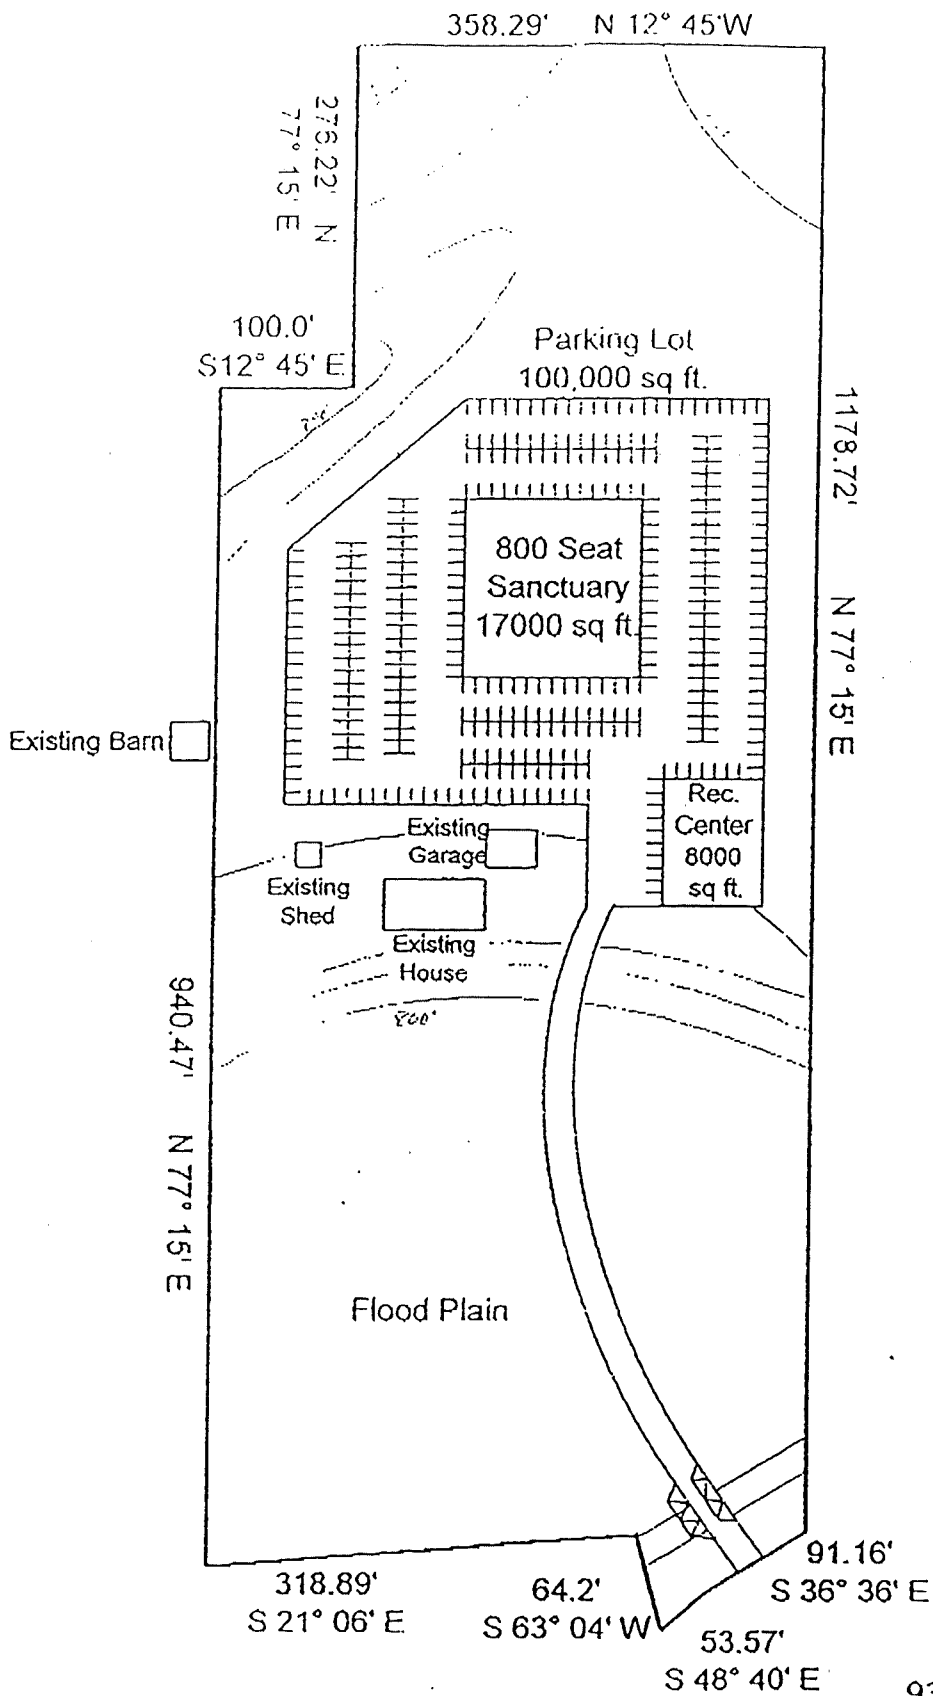 358.29' N 12° 45'W
276.22' N
77° 15' E
100.0'
S12° 45' E
Parking Lot
100,000 sq ft.
1178.72' N 77° 15' E
800 Seat
Sanctuary
17000 sq ft.
Existing Barn
Rec.
Center
8000
sq ft.
Existing
Garage
Existing
Shed
Existing
House
800'
940.47' N 77° 15' E
Flood Plain
318.89'
S 21° 06' E
64.2'
S 63° 04' W
91.16'
S 36° 36' E
53.57'
S 48° 40' E